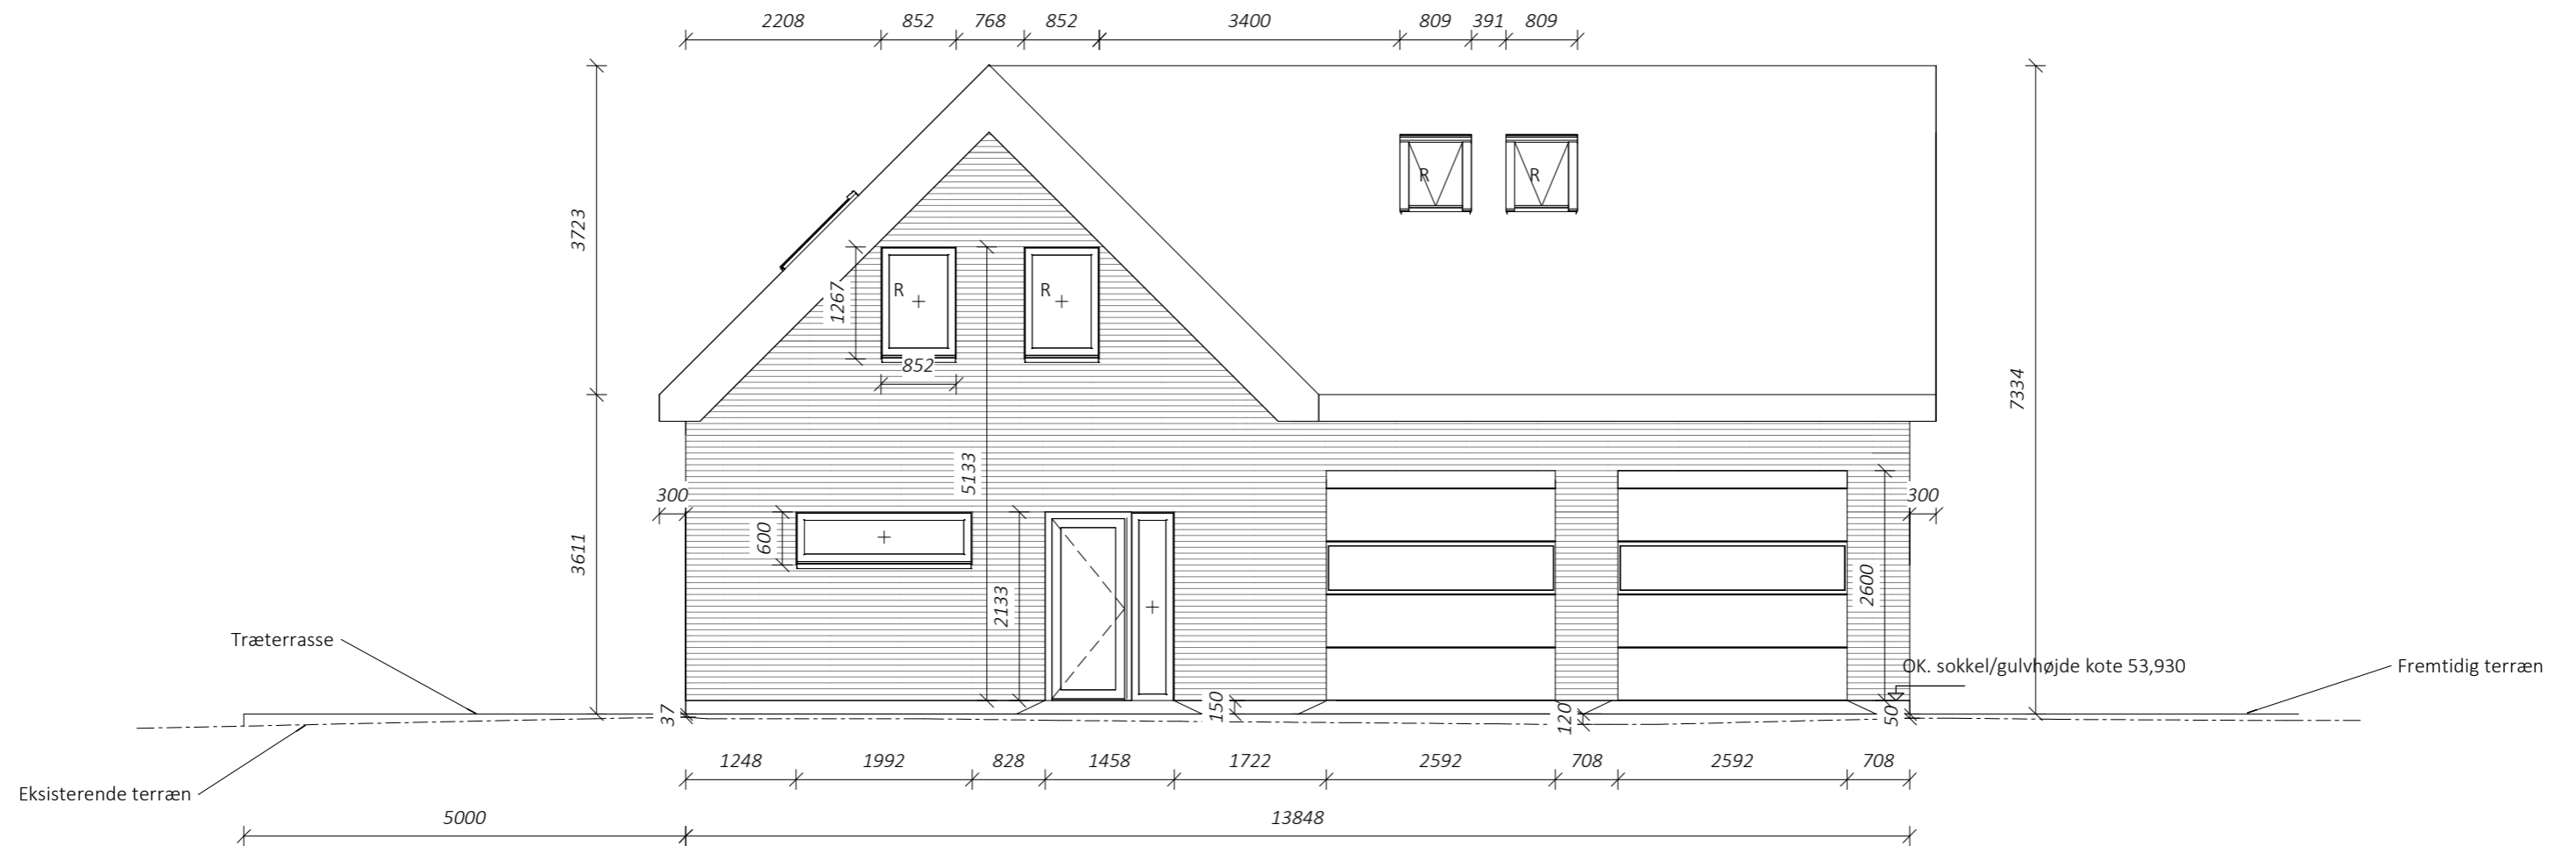 2208 852 768 852 3400 809 391 809
R R
3723
7334
1267
R R
852
5133
300 300
3611
600
2133
2600
Træterrasse
OK. sokkel/gulvhøjde kote 53,930
Fremtidig terræn
37 150 120 50
1248 1992 828 1458 1722 2592 708 2592 708
Eksisterende terræn
5000 13848